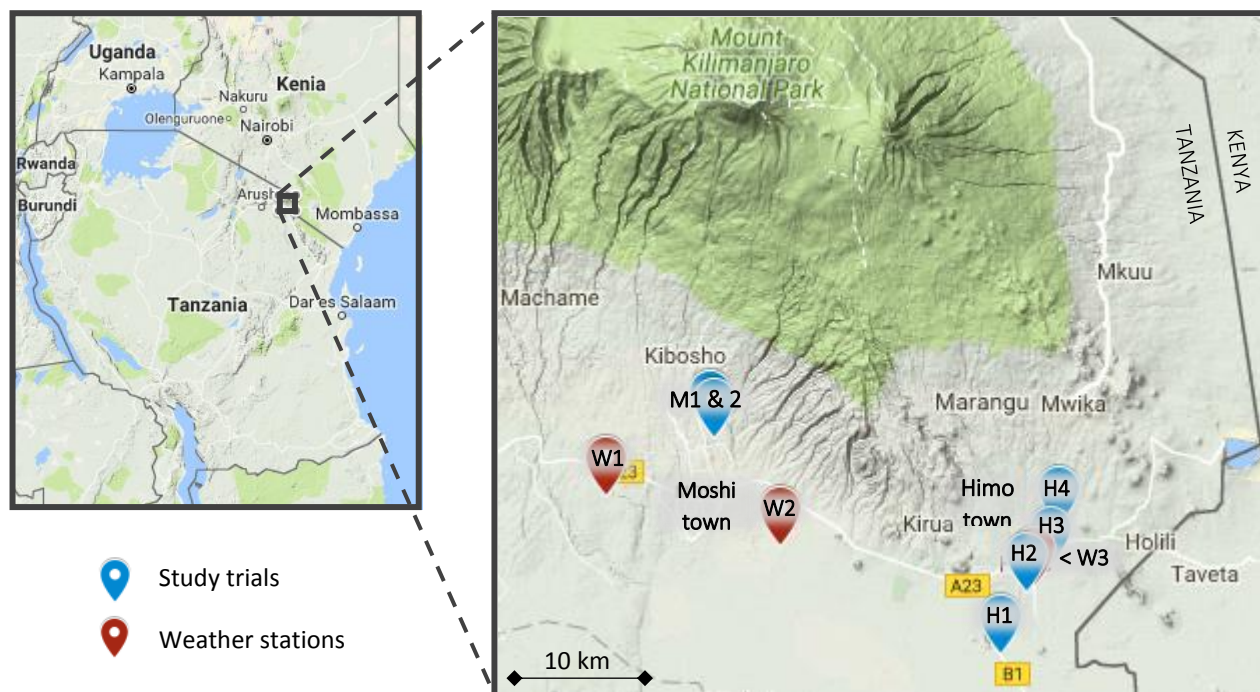 Uganda
Kampala
Kenia
Nakuru
Olenguruone
Nairobi
Rwanda
Burundi
Arush
Mombassa
Tanzania
Dar es Salaam
Study trials
Weather stations
Mount
Kilimanjaro
National Park
TANZANIA
KENYA
Mkuu
Machame
Kibosho
M1 & 2
Marangu
Mwika
W1
Moshi
town
W2
Himo
town
H4
Kirua
H3
H2
< W3
Holili
Taveta
A23
H1
B1
10 km